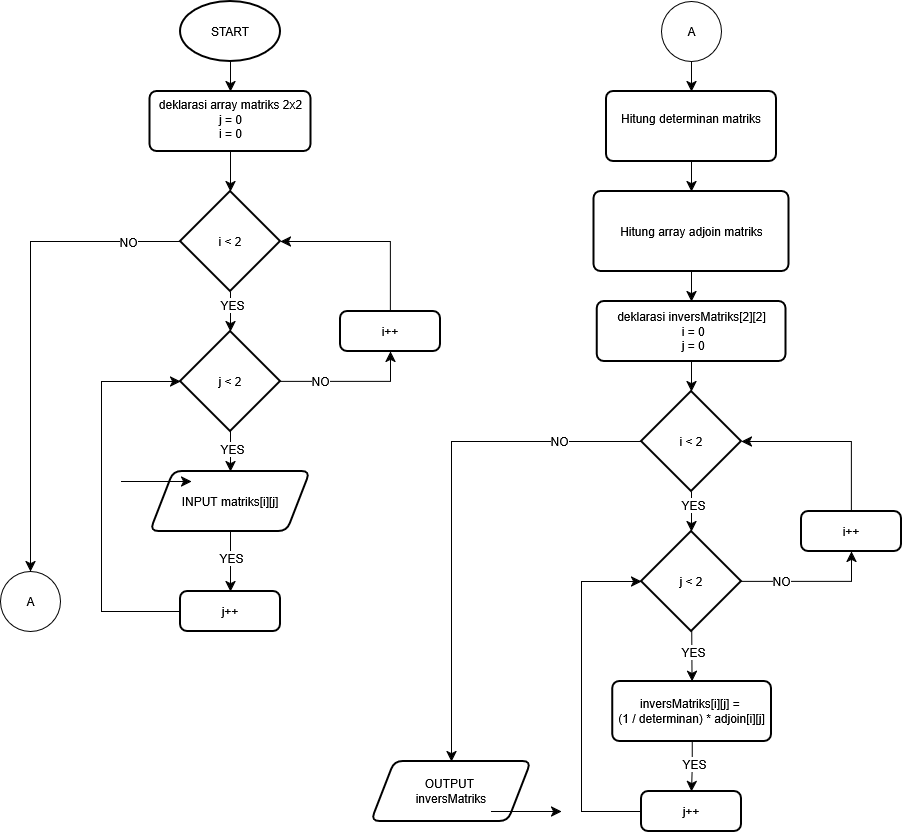 START
deklarasi array matriks 2x2
j = 0
i = 0
i < 2
NO
YES
i++
j < 2
NO
YES
INPUT matriks[i][j]
YES
j++
A
A
Hitung determinan matriks
Hitung array adjoin matriks
deklarasi inversMatriks[2][2]
i = 0
j = 0
i < 2
NO
YES
i++
j < 2
NO
YES
inversMatriks[i][j] =
(1 / determinan) * adjoin[i][j]
YES
j++
OUTPUT
inversMatriks